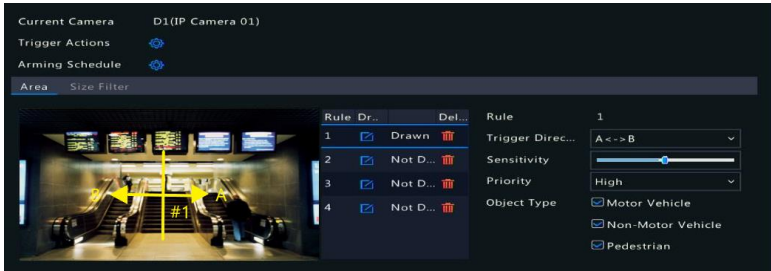 Current Camera D1(IP Camera 01)
Trigger Actions
Arming Schedule
Area Size Filter
Rule Dr.. Del...
1 Drawn
2 Not D...
3 Not D...
4 Not D...
B A
#1
Rule 1
Trigger Direc... A<->B
Sensitivity
Priority High
Object Type Motor Vehicle
Non-Motor Vehicle
Pedestrian